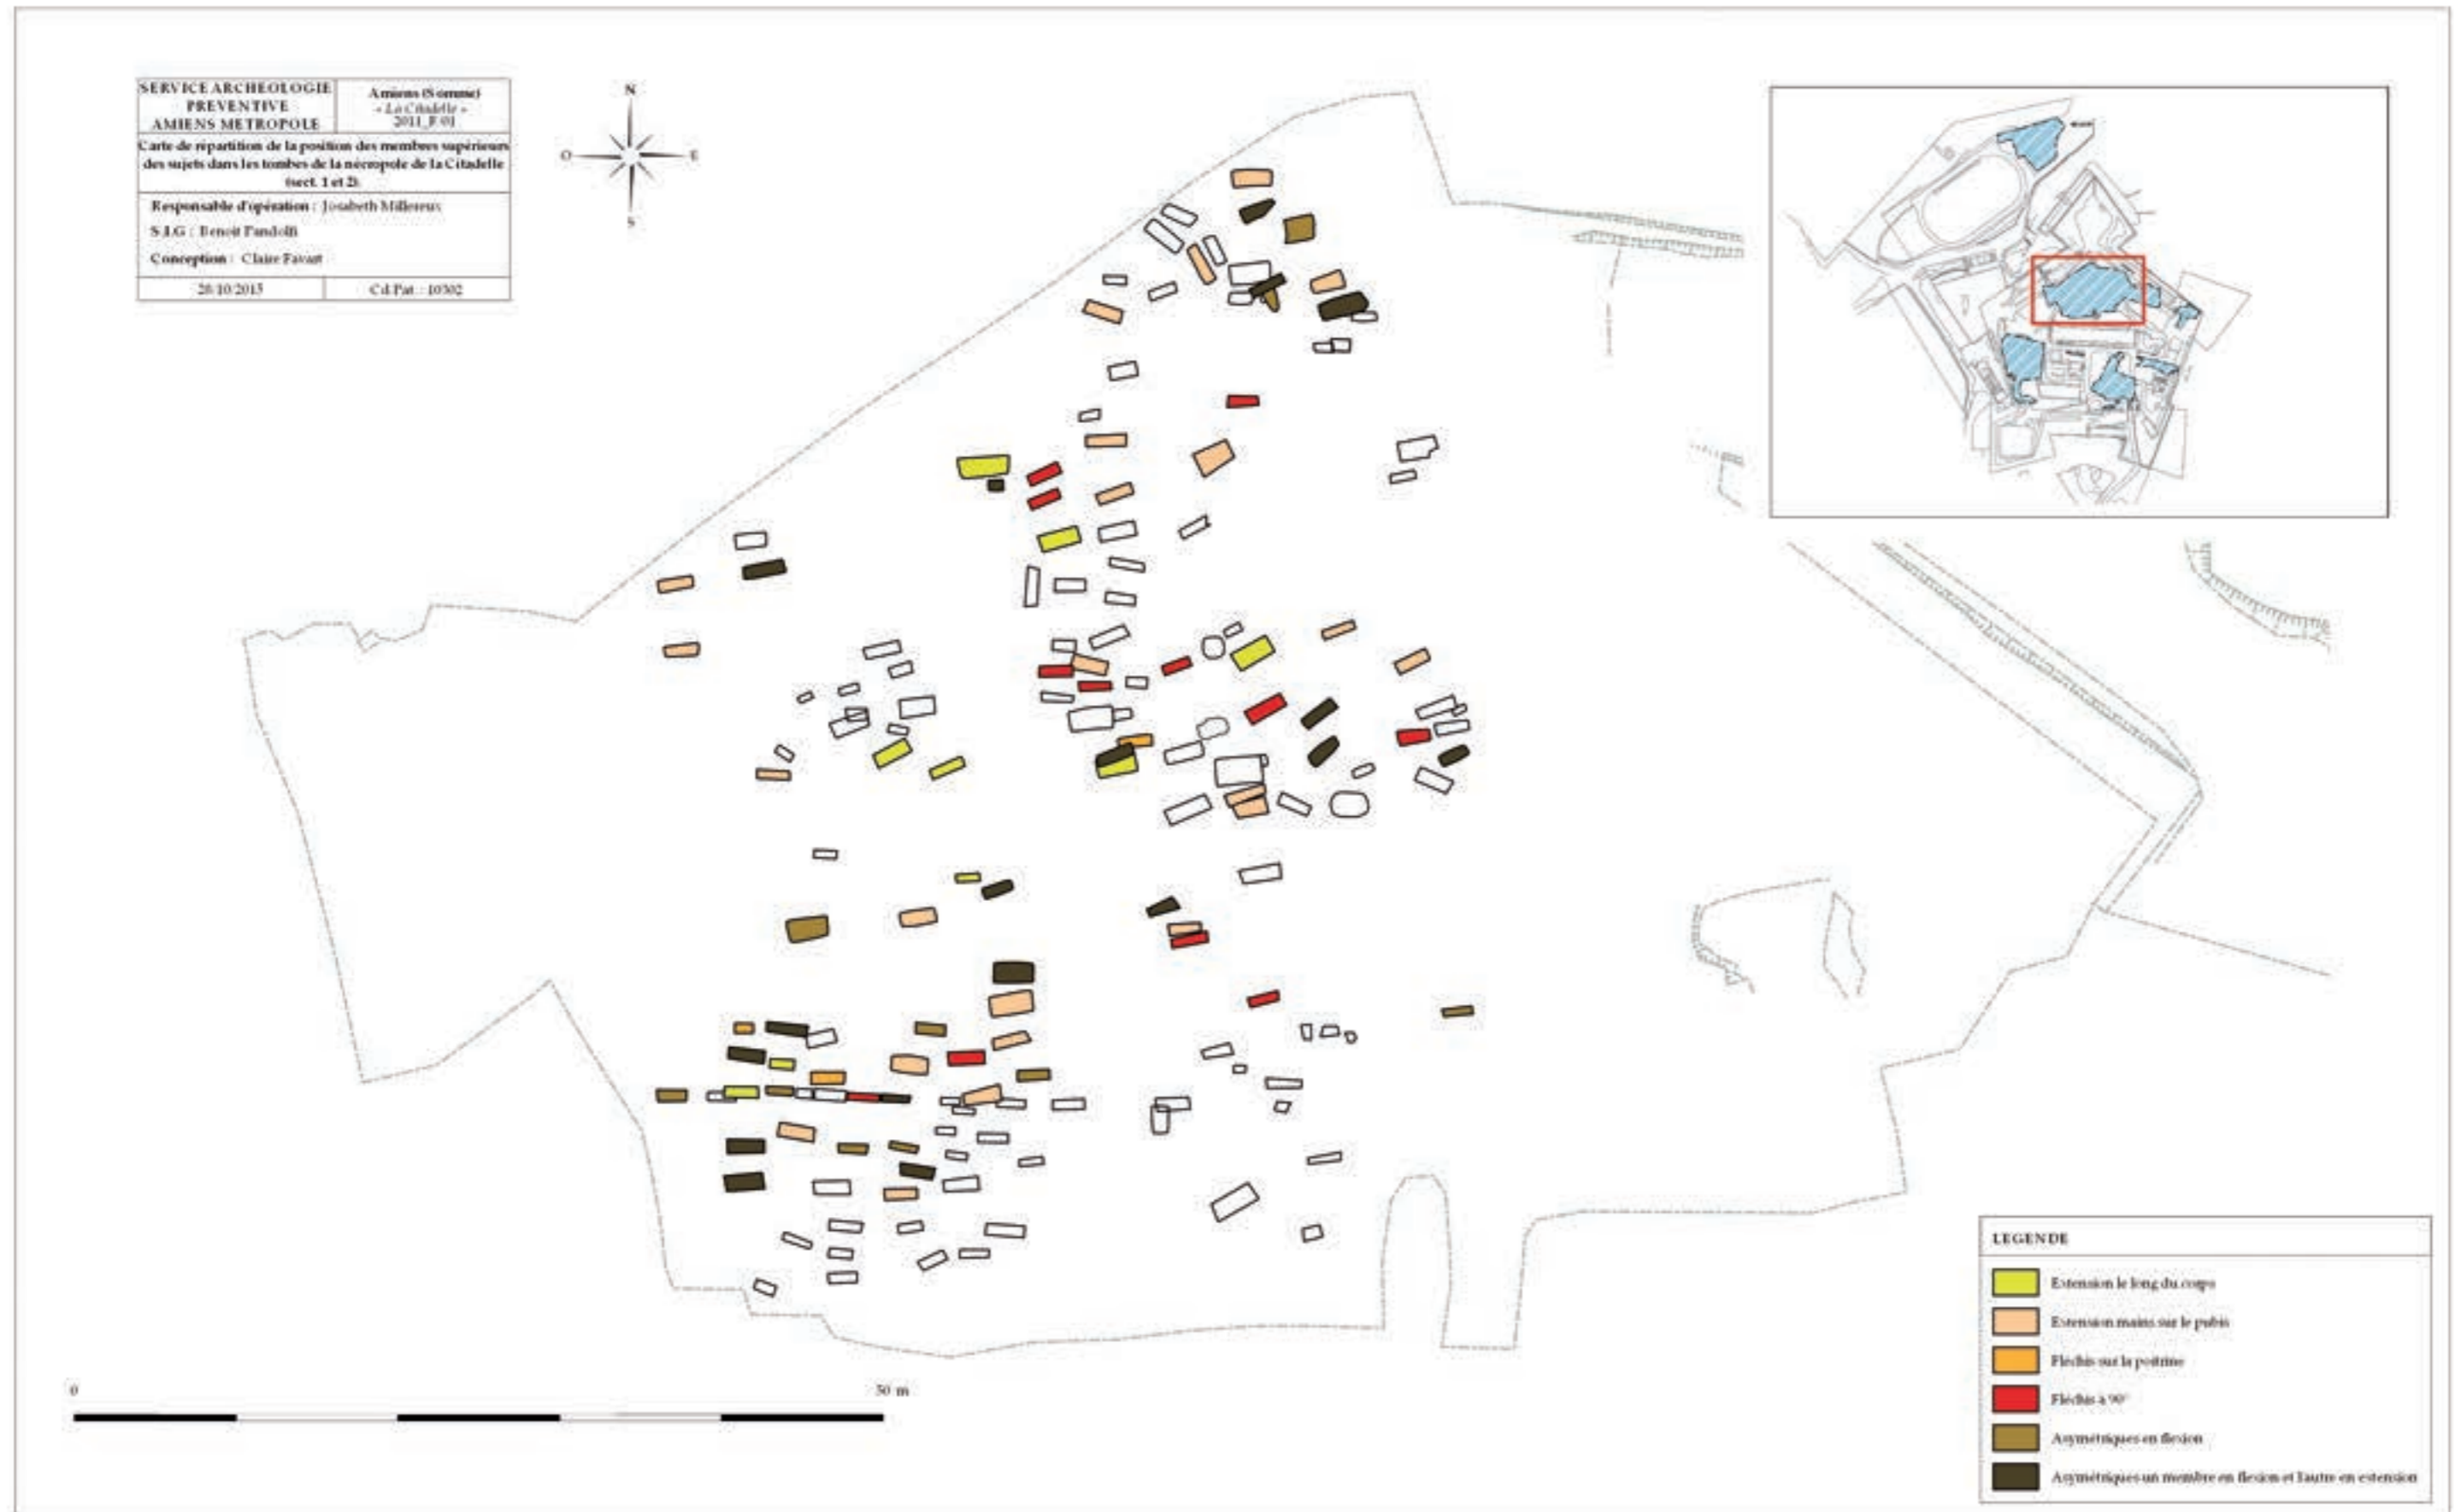 SERVICE ARCHEOLOGIE
PREVENTIVE
AMIENS METROPOLE
Amiens (Somme)
« La Citadelle »
2011_F 01
Carte de répartition de la position des membres supérieurs
des sujets dans les tombes de la nécropole de la Citadelle
(sect. 1 et 2).
Responsable d'opération : Josabeth Millereux
S.I.G : Benoit Pandolfi
Conception : Claire Favart
28/10/2013
Cd.Pat. : 10302
N
O
E
S
0
50 m
LEGENDE
Extension le long du corps
Extension mains sur le pubis
Fléchis sur la poitrine
Fléchis à 90°
Asymétriques en flexion
Asymétriques un membre en flexion et l'autre en extension